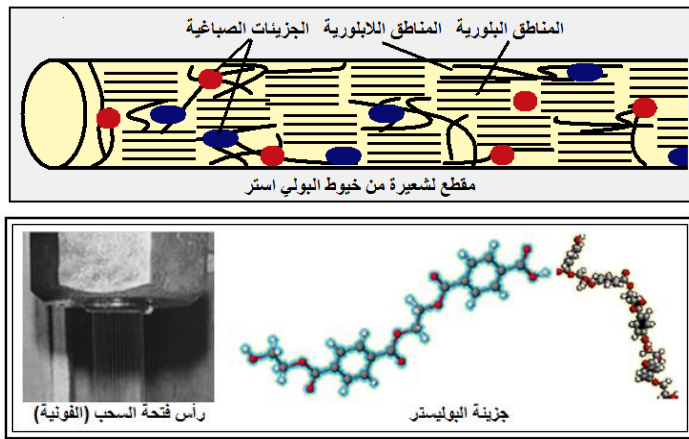 الجزيئات الصباغية
المناطق اللابلورية
المناطق البلورية
مقطع لشعيرة من خيوط البولي استر
رأس فتحة السحب (الفونية)
جزيئة البوليستر